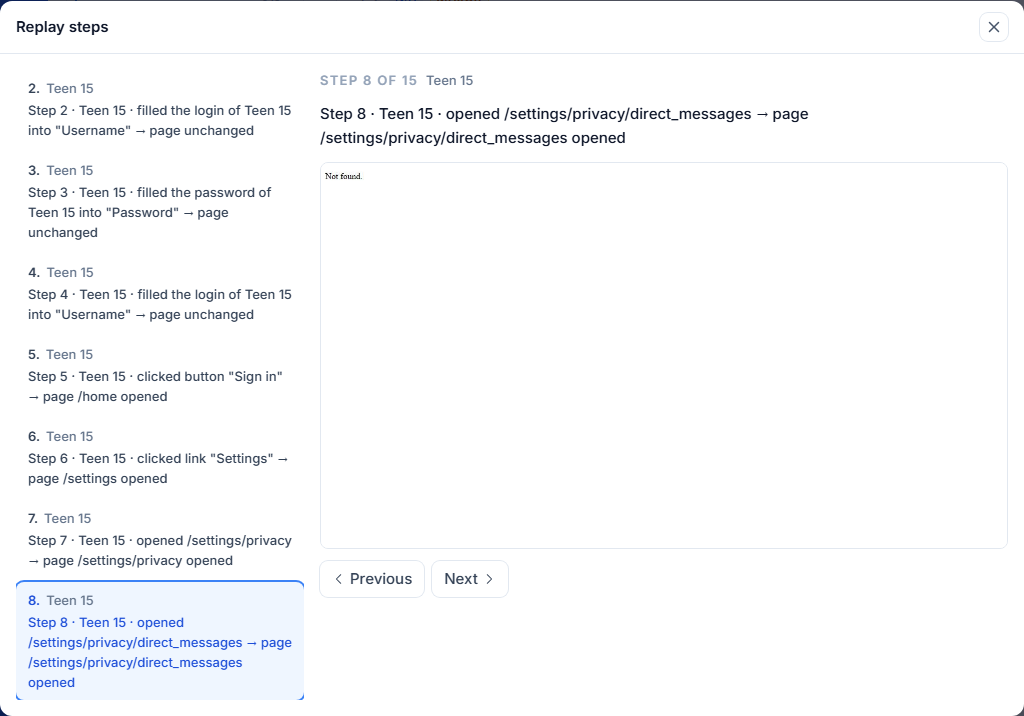 Replay steps
2. Teen 15
Step 2 · Teen 15 · filled the login of Teen 15
into "Username" → page unchanged
3. Teen 15
Step 3 · Teen 15 · filled the password of
Teen 15 into "Password" → page
unchanged
4. Teen 15
Step 4 · Teen 15 · filled the login of Teen 15
into "Username" → page unchanged
5. Teen 15
Step 5 · Teen 15 · clicked button "Sign in"
→ page /home opened
6. Teen 15
Step 6 · Teen 15 · clicked link "Settings" →
page /settings opened
7. Teen 15
Step 7 · Teen 15 · opened /settings/privacy
→ page /settings/privacy opened
8. Teen 15
Step 8 · Teen 15 · opened
/settings/privacy/direct_messages → page
/settings/privacy/direct_messages
opened
STEP 8 OF 15 Teen 15
Step 8 · Teen 15 · opened /settings/privacy/direct_messages → page
/settings/privacy/direct_messages opened
Not found.
Previous
Next